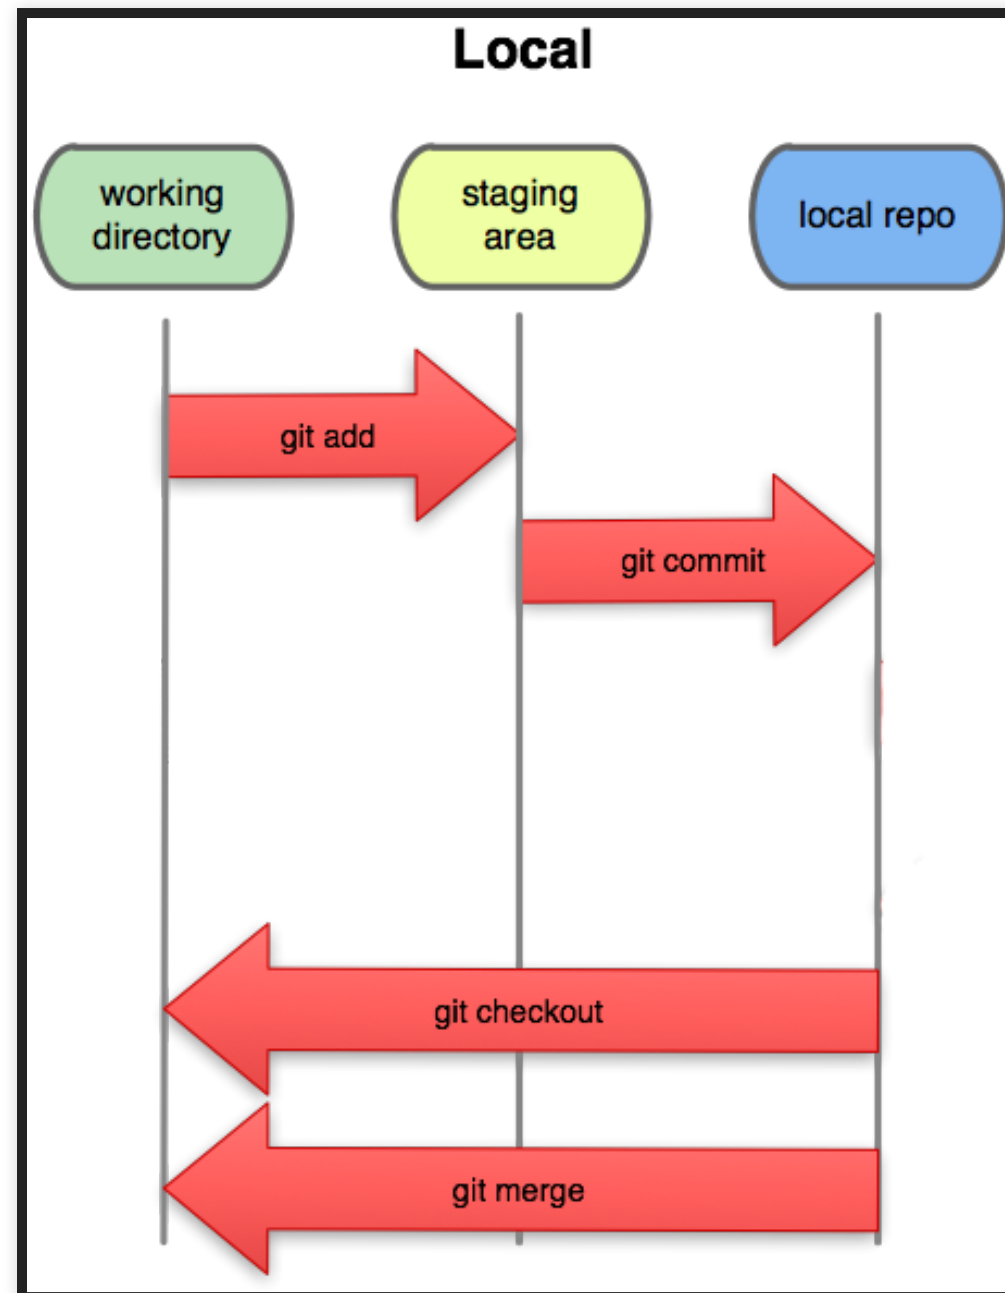 Local
working
directory
staging
area
local repo
git add
git commit
git checkout
git merge